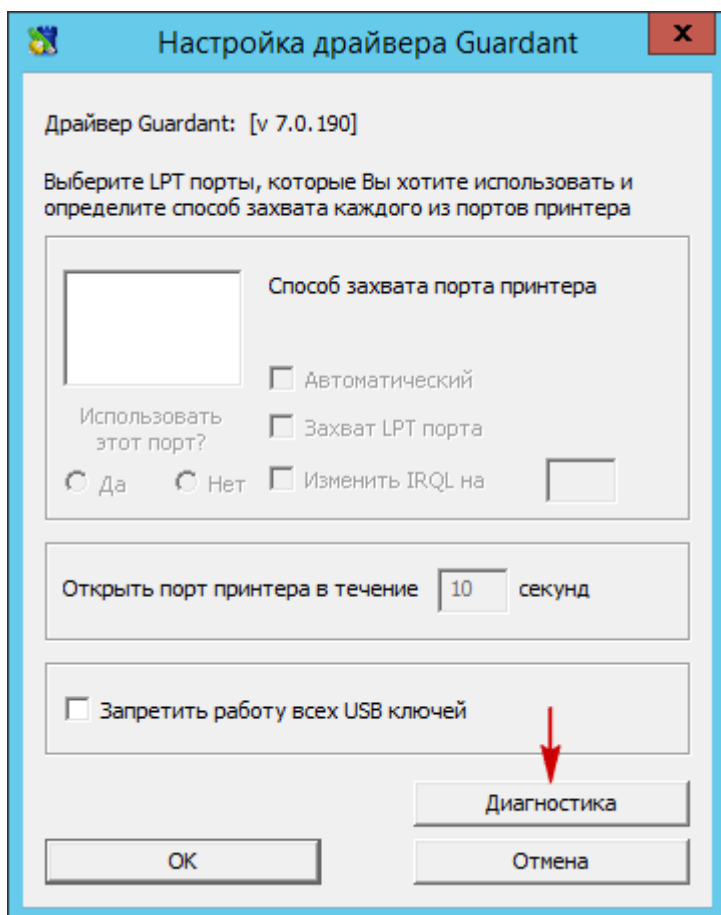 Настройка драйвера Guardant
x
Драйвер Guardant: [v 7.0.190]
Выберите LPT порты, которые Вы хотите использовать и
определите способ захвата каждого из портов принтера
Способ захвата порта принтера
Автоматический
Использовать
этот порт?
Захват LPT порта
Да Нет
Изменить IRQL на
Открыть порт принтера в течение 10 секунд
Запретить работу всех USB ключей
Диагностика
OK Отмена